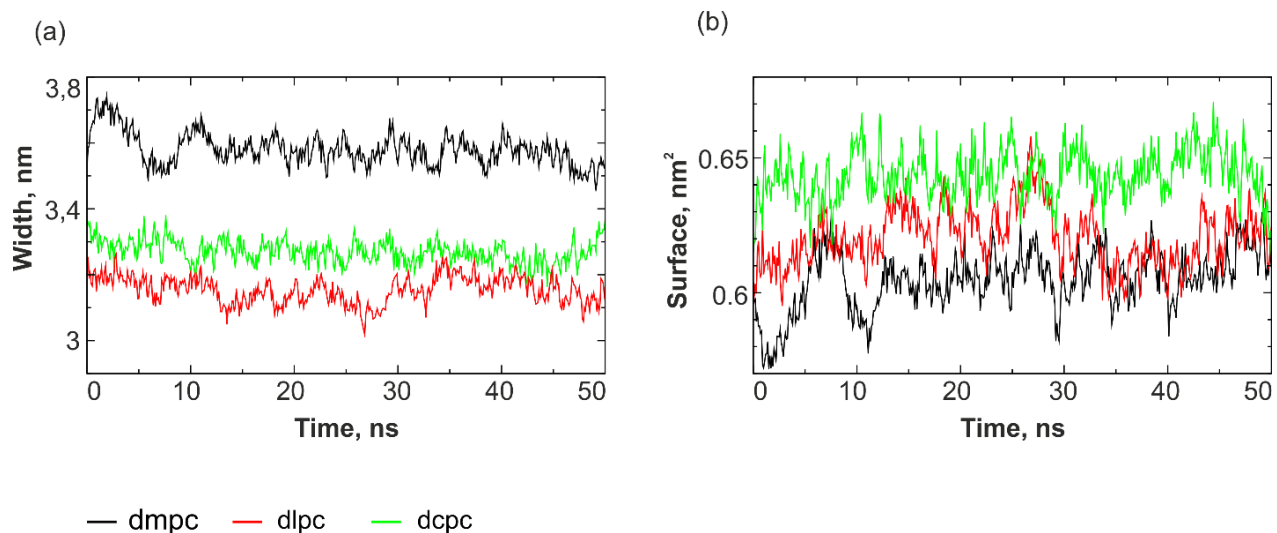 (a)
3,8
3,4
3
Width, nm
0 10 20 30 40 50
Time, ns
(b)
0.65
0.6
Surface, nm²
0 10 20 30 40 50
Time, ns
dmpc dlpc dcpc